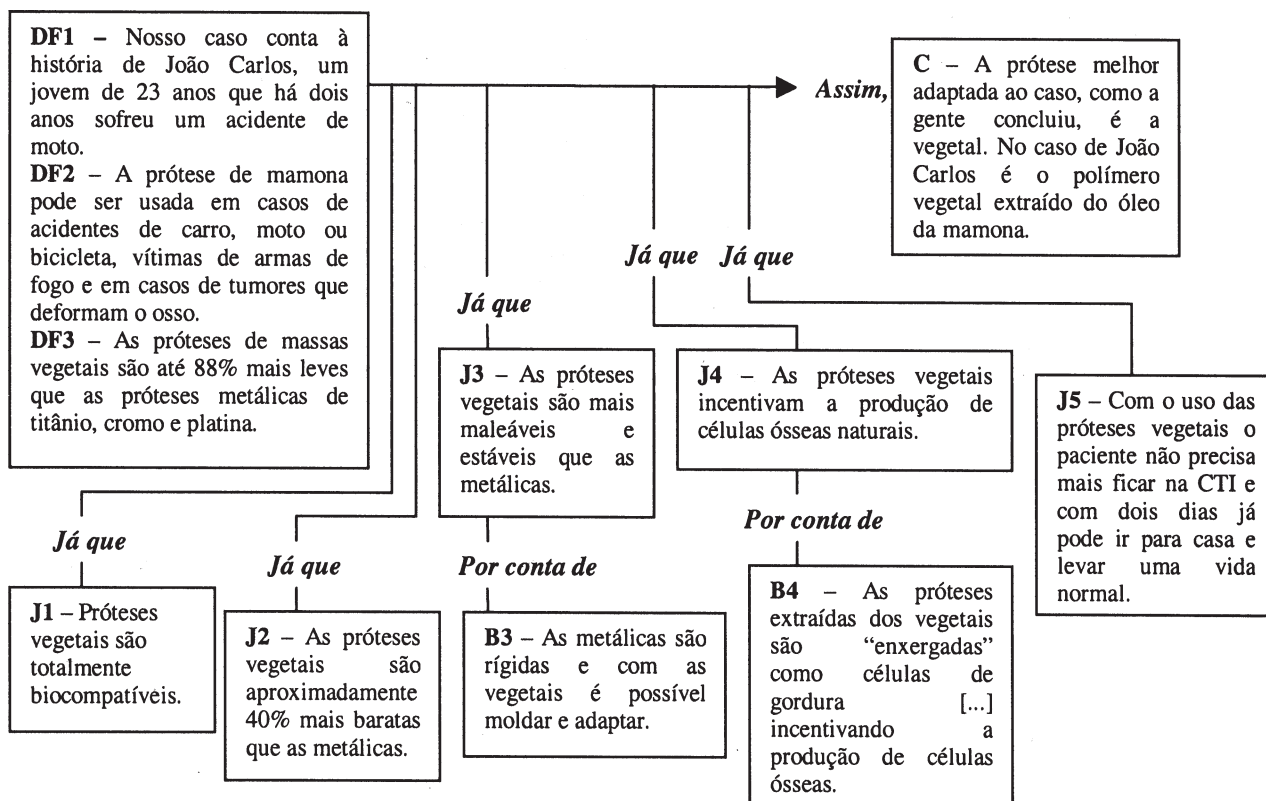 DF1 – Nosso caso conta à
história de João Carlos, um
jovem de 23 anos que há dois
anos sofreu um acidente de
moto.
DF2 – A prótese de mamona
pode ser usada em casos de
acidentes de carro, moto ou
bicicleta, vítimas de armas de
fogo e em casos de tumores que
deformam o osso.
DF3 – As próteses de massas
vegetais são até 88% mais leves
que as próteses metálicas de
titânio, cromo e platina.
Assim,
C – A prótese melhor
adaptada ao caso, como a
gente concluiu, é a
vegetal. No caso de João
Carlos é o polímero
vegetal extraído do óleo
da mamona.
Já que
J1 – Próteses
vegetais são
totalmente
biocompatíveis.
Já que
J2 – As próteses
vegetais são
aproximadamente
40% mais baratas
que as metálicas.
Já que
J3 – As próteses
vegetais são mais
maleáveis e
estáveis que as
metálicas.
Por conta de
B3 – As metálicas são
rígidas e com as
vegetais é possível
moldar e adaptar.
Já que
J4 – As próteses vegetais
incentivam a produção de
células ósseas naturais.
Por conta de
B4 – As próteses
extraídas dos vegetais
são “enxergadas”
como células de
gordura [...]
incentivando a
produção de células
ósseas.
Já que
J5 – Com o uso das
próteses vegetais o
paciente não precisa
mais ficar na CTI e
com dois dias já
pode ir para casa e
levar uma vida
normal.